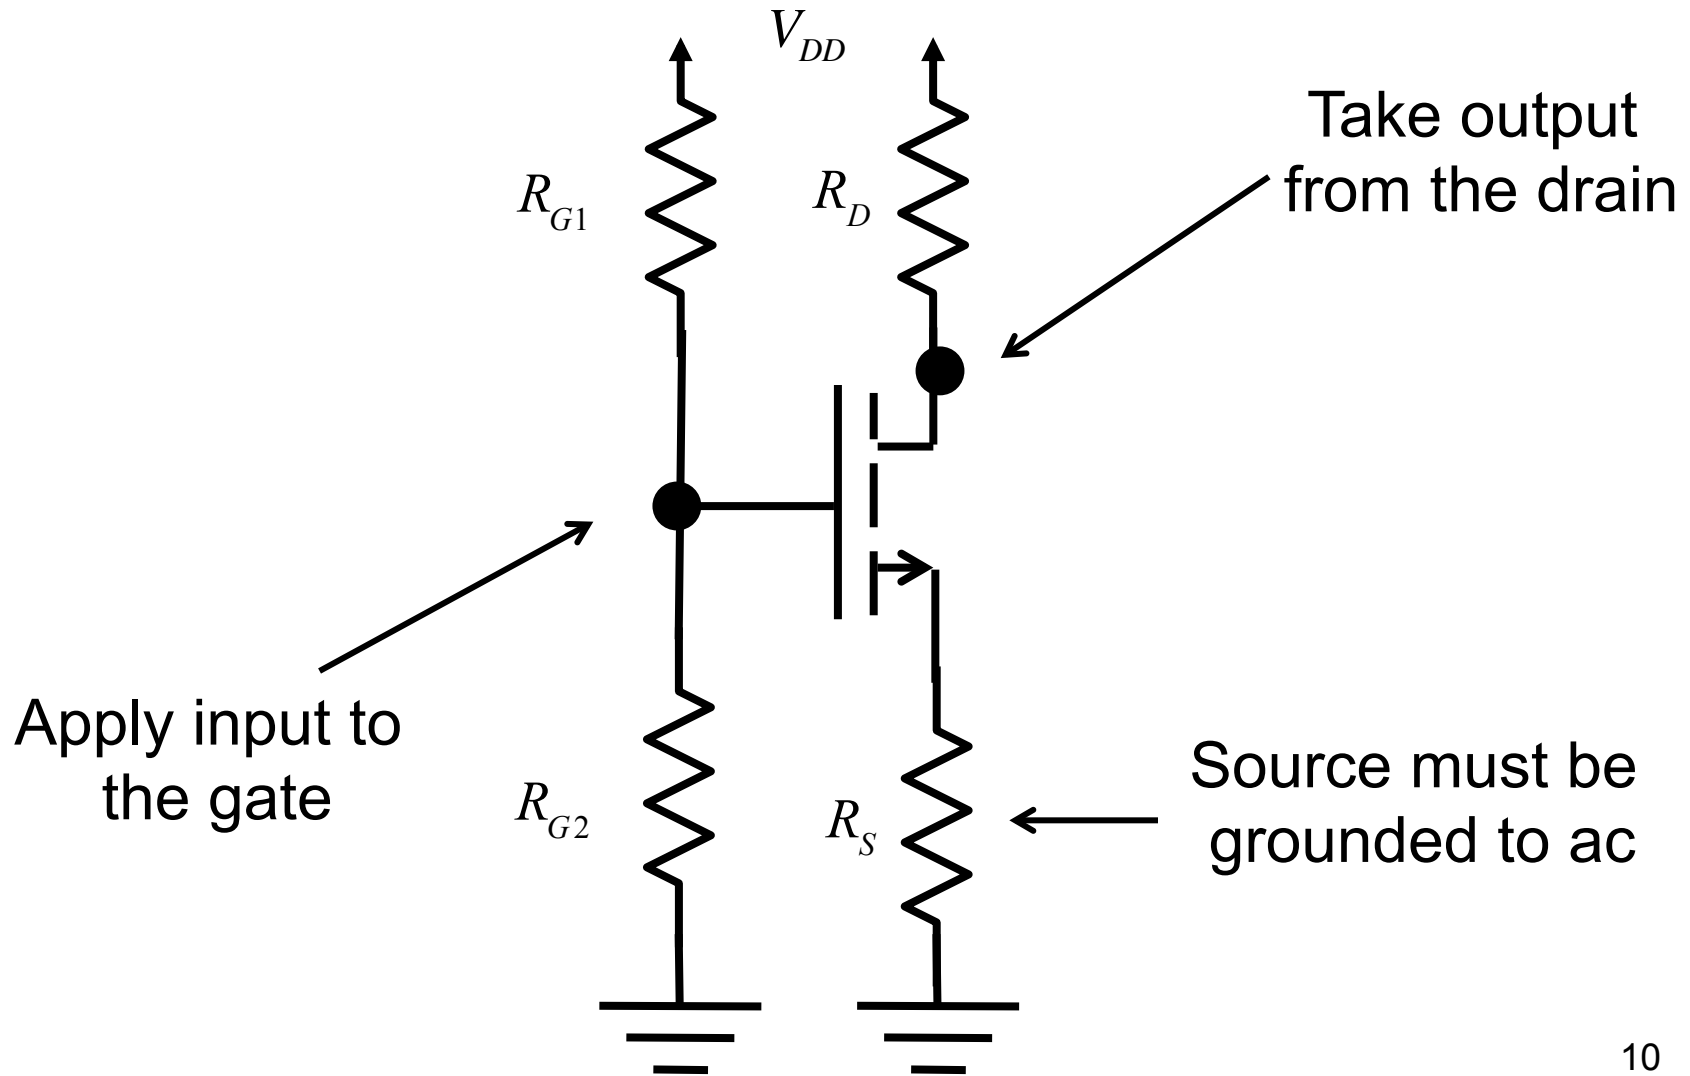 V_DD
Take output
from the drain
R_G1
R_D
Apply input to
the gate
R_G2
R_S
Source must be
grounded to ac
10